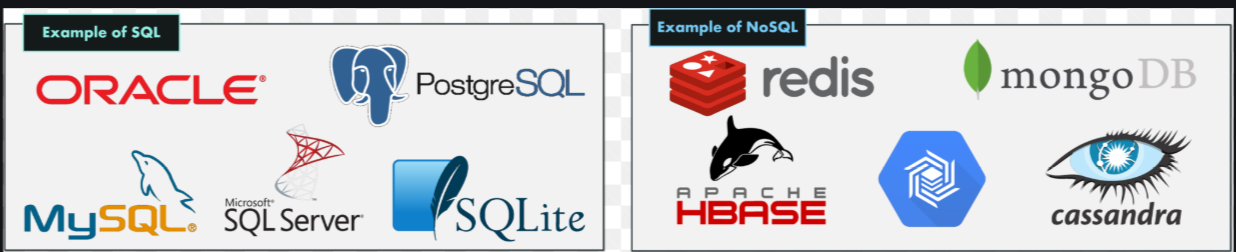 Example of SQL
ORACLE®
PostgreSQL
MySQL®
Microsoft®
SQL Server®
SQLite
Example of NoSQL
redis
mongoDB
APACHE
HBASE
cassandra